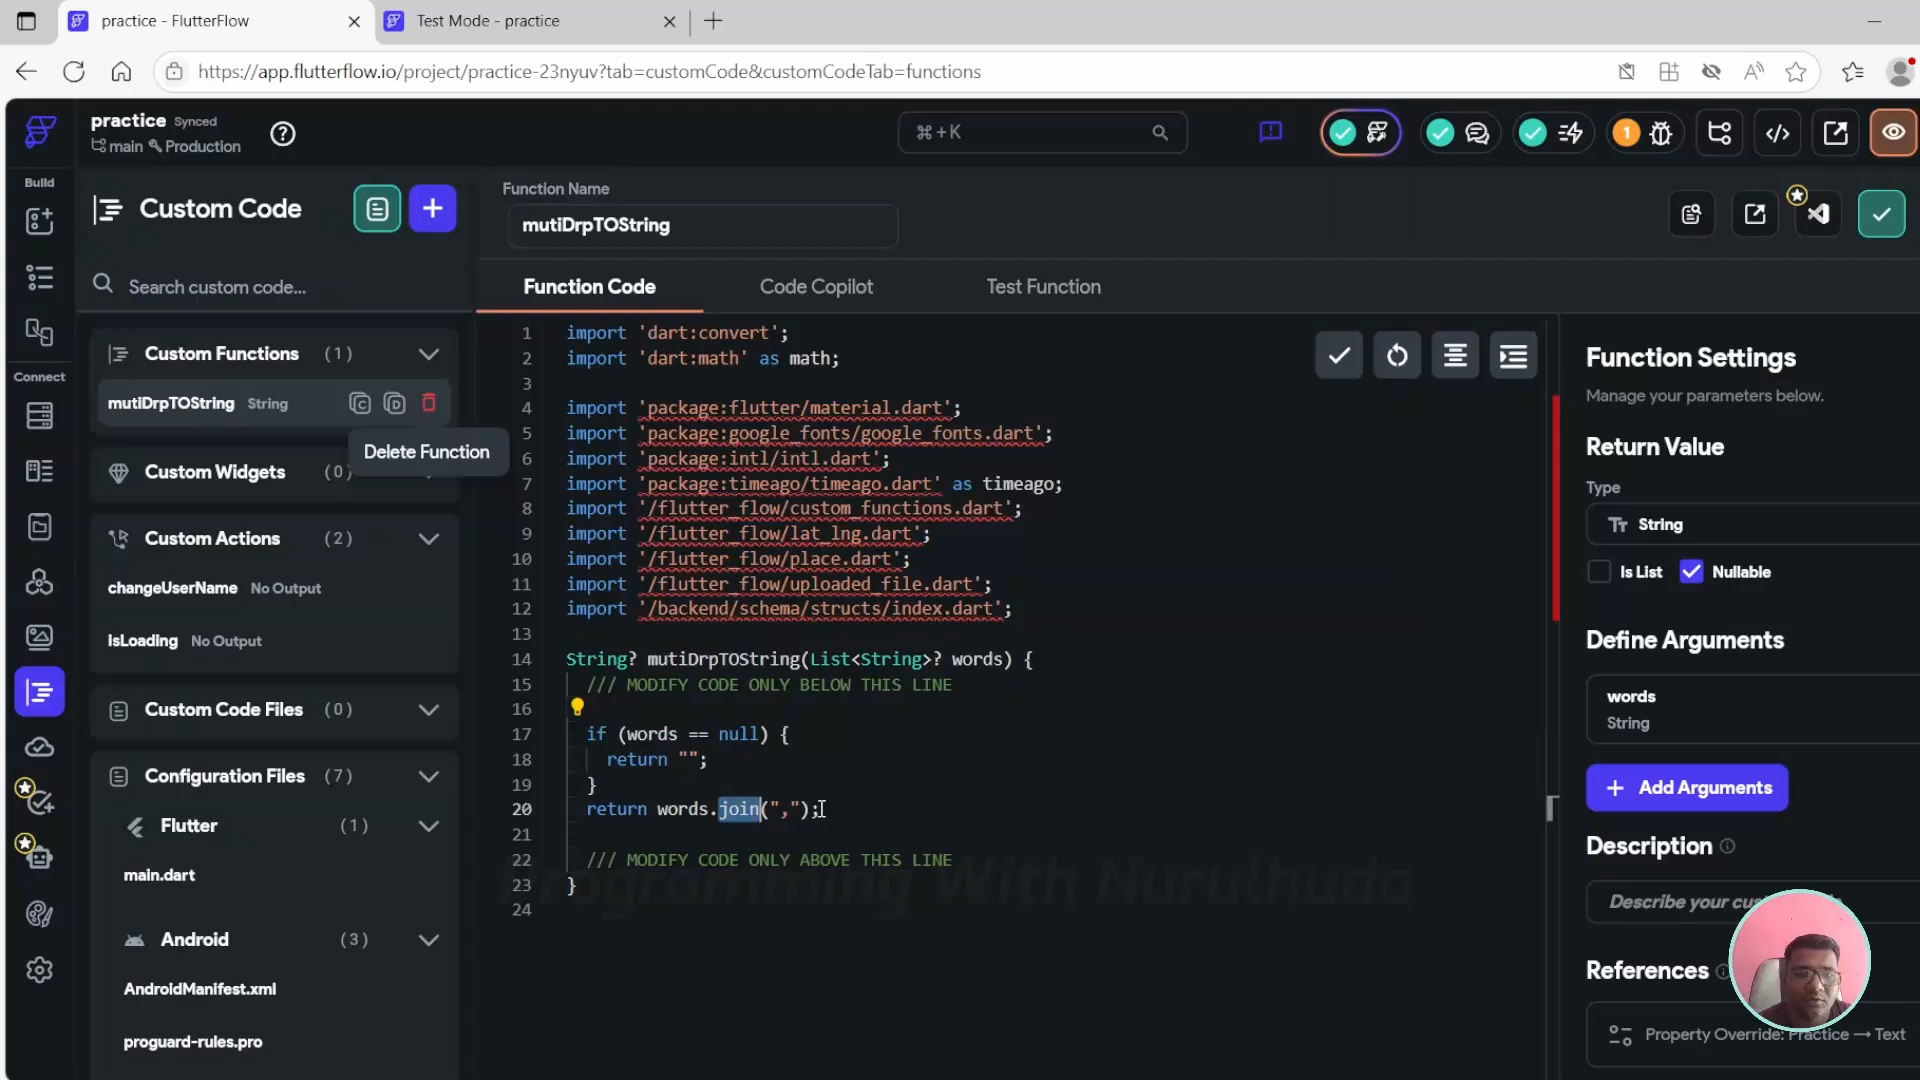 practice - FlutterFlow
Test Mode - practice
https://app.flutterflow.io/project/practice-23nyuv?tab=customCode&customCodeTab=functions
practice Synced
main Production
⌘+K
1
Build
Connect
Custom Code
Search custom code...
Custom Functions (1)
mutiDrpTOString String
Delete Function
Custom Widgets (0)
Custom Actions (2)
changeUserName No Output
isLoading No Output
Custom Code Files (0)
Configuration Files (7)
Flutter (1)
main.dart
Android (3)
AndroidManifest.xml
proguard-rules.pro
Function Name
mutiDrpTOString
Function Code
Code Copilot
Test Function
1 import 'dart:convert';
2 import 'dart:math' as math;
3
4 import 'package:flutter/material.dart';
5 import 'package:google_fonts/google_fonts.dart';
6 import 'package:intl/intl.dart';
7 import 'package:timeago/timeago.dart' as timeago;
8 import '/flutter_flow/custom_functions.dart';
9 import '/flutter_flow/lat_lng.dart';
10 import '/flutter_flow/place.dart';
11 import '/flutter_flow/uploaded_file.dart';
12 import '/backend/schema/structs/index.dart';
13
14 String? mutiDrpTOString(List<String>? words) {
15 /// MODIFY CODE ONLY BELOW THIS LINE
16
17 if (words == null) {
18 return "";
19 }
20 return words.join(",");
21
22 /// MODIFY CODE ONLY ABOVE THIS LINE
23 }
24
Programming With Nurulhuda
Function Settings
Manage your parameters below.
Return Value
Type
Tт String
Is List
Nullable
Define Arguments
words
String
+ Add Arguments
Description
Describe your
References
Property Override: Practice → Text